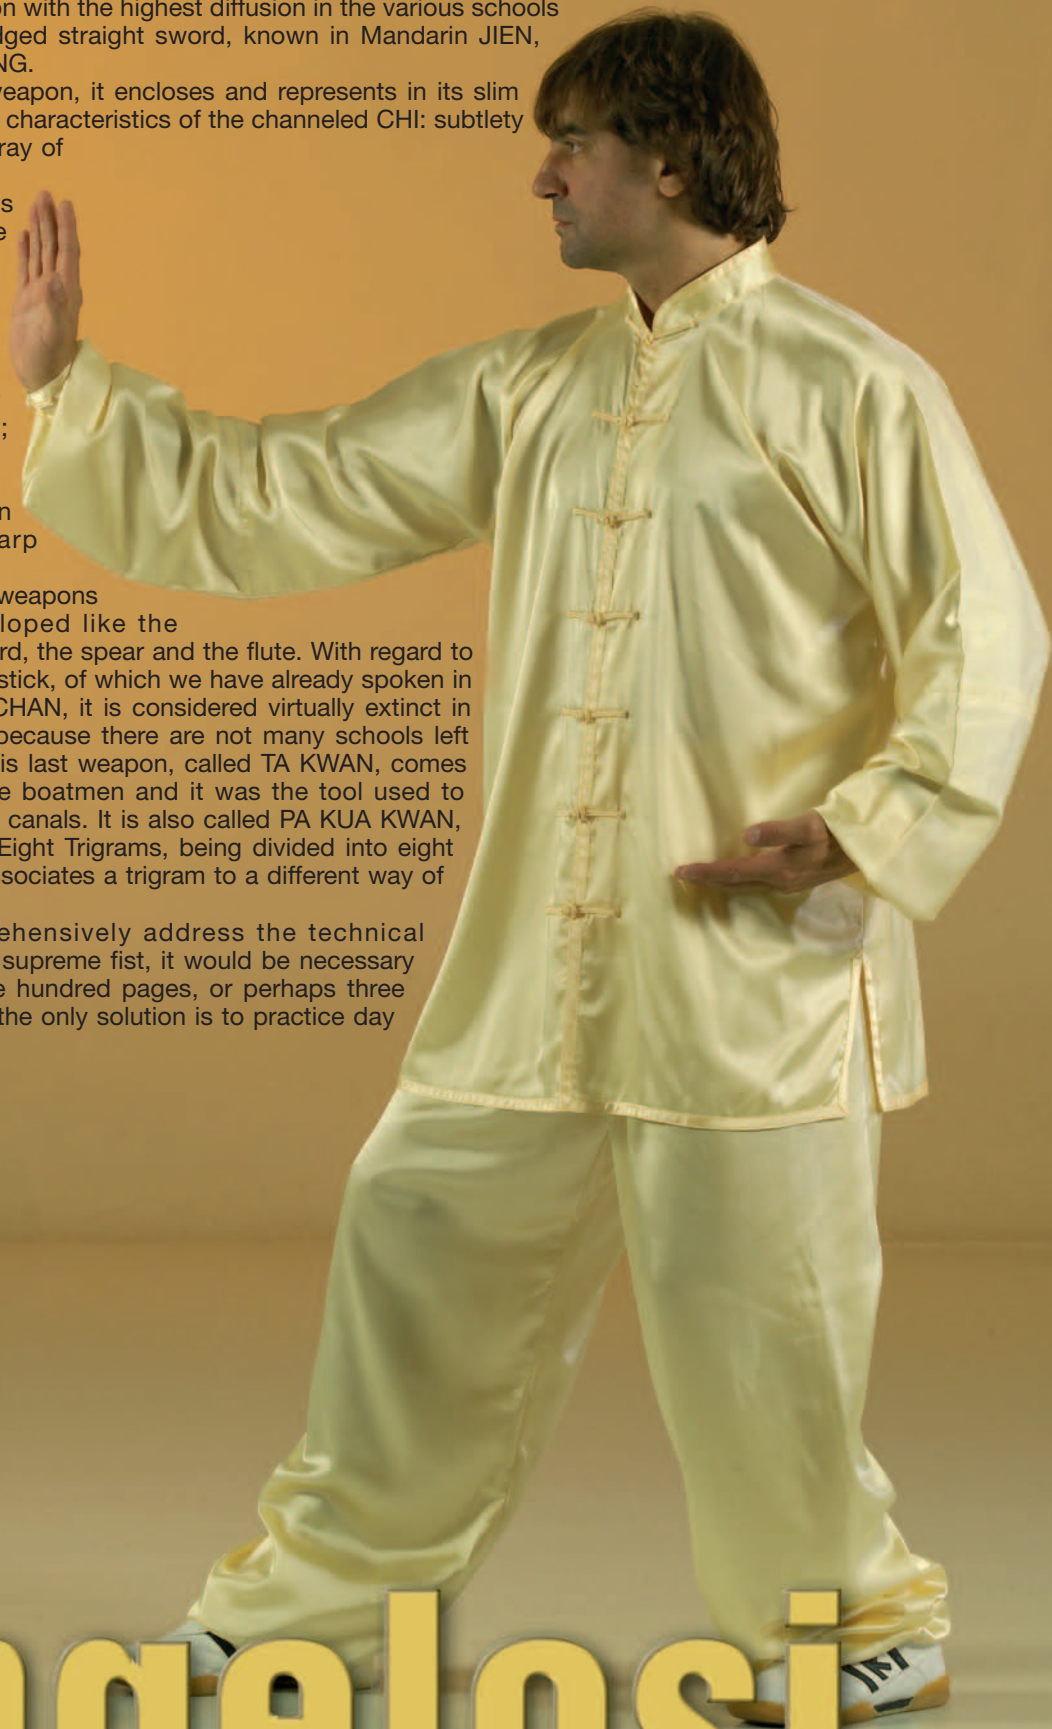 on with the highest diffusion in the various schools
dged straight sword, known in Mandarin JIEN,
NG.
weapon, it encloses and represents in its slim
characteristics of the channeled CHI: subtlety
ray of
s
e
;
n
arp
weapons
loped like the
rd, the spear and the flute. With regard to
stick, of which we have already spoken in
CHAN, it is considered virtually extinct in
because there are not many schools left
is last weapon, called TA KWAN, comes
e boatmen and it was the tool used to
canals. It is also called PA KUA KWAN,
Eight Trigrams, being divided into eight
ssociates a trigram to a different way of
ehensively address the technical
supreme fist, it would be necessary
e hundred pages, or perhaps three
the only solution is to practice day
ngelosi